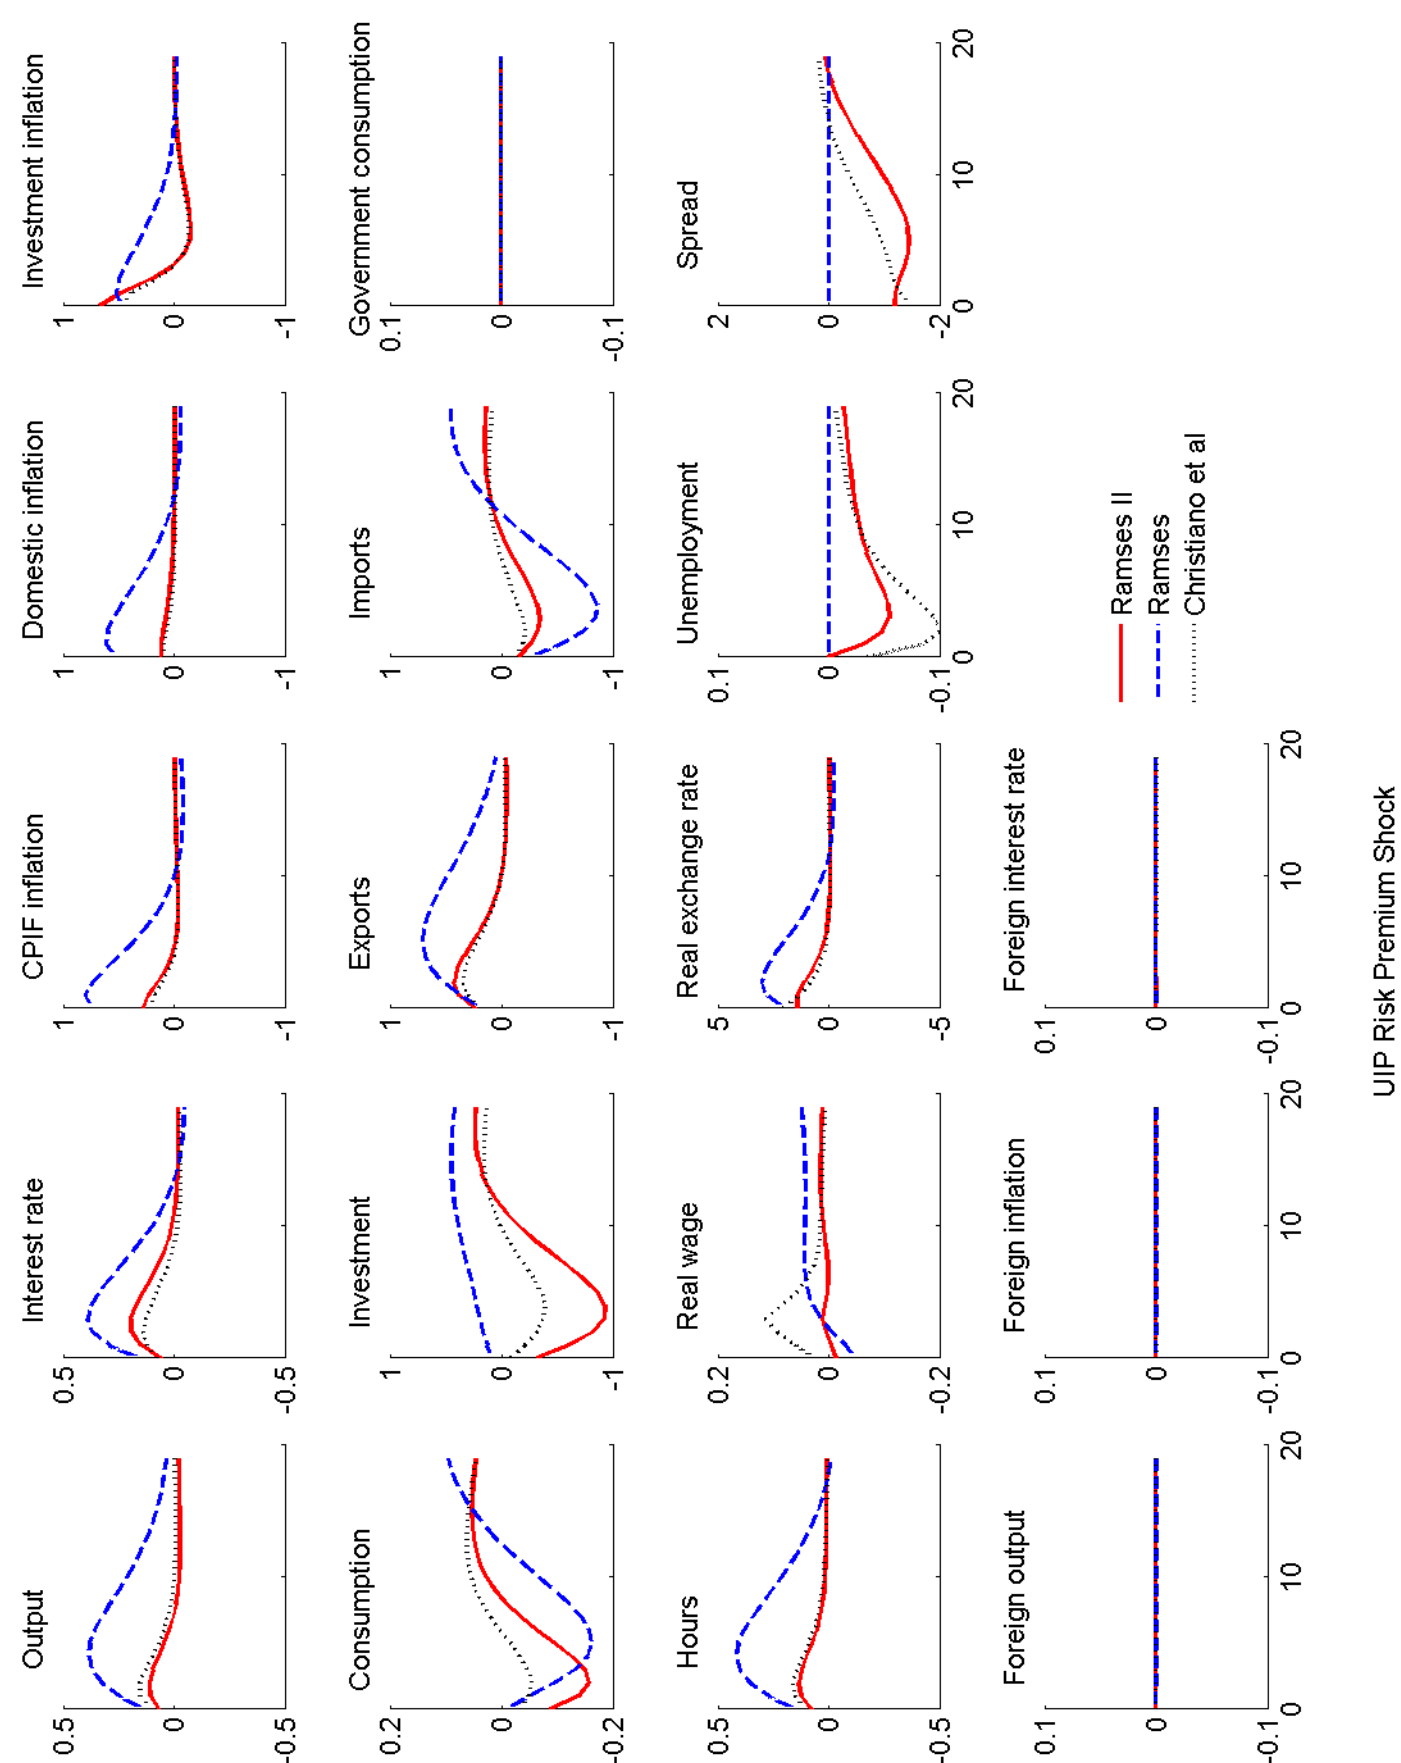 Output
Interest rate
CPIF inflation
Domestic inflation
Investment inflation
0.5
0
-0.5
0.5
0
-0.5
1
0
-1
1
0
-1
1
0
-1
Consumption
Investment
Exports
Imports
Government consumption
0.2
0
-0.2
1
0
-1
1
0
-1
1
0
-1
0.1
0
-0.1
Hours
Real wage
Real exchange rate
Unemployment
Spread
0.5
0
-0.5
0.2
0
-0.2
5
0
-5
0.1
0
-0.1
0 10 20
2
0
-2
0 10 20
Foreign output
Foreign inflation
Foreign interest rate
0.1
0
-0.1
0 10 20
0.1
0
-0.1
0 10 20
0.1
0
-0.1
0 10 20
Ramses II
Ramses
Christiano et al
UIP Risk Premium Shock